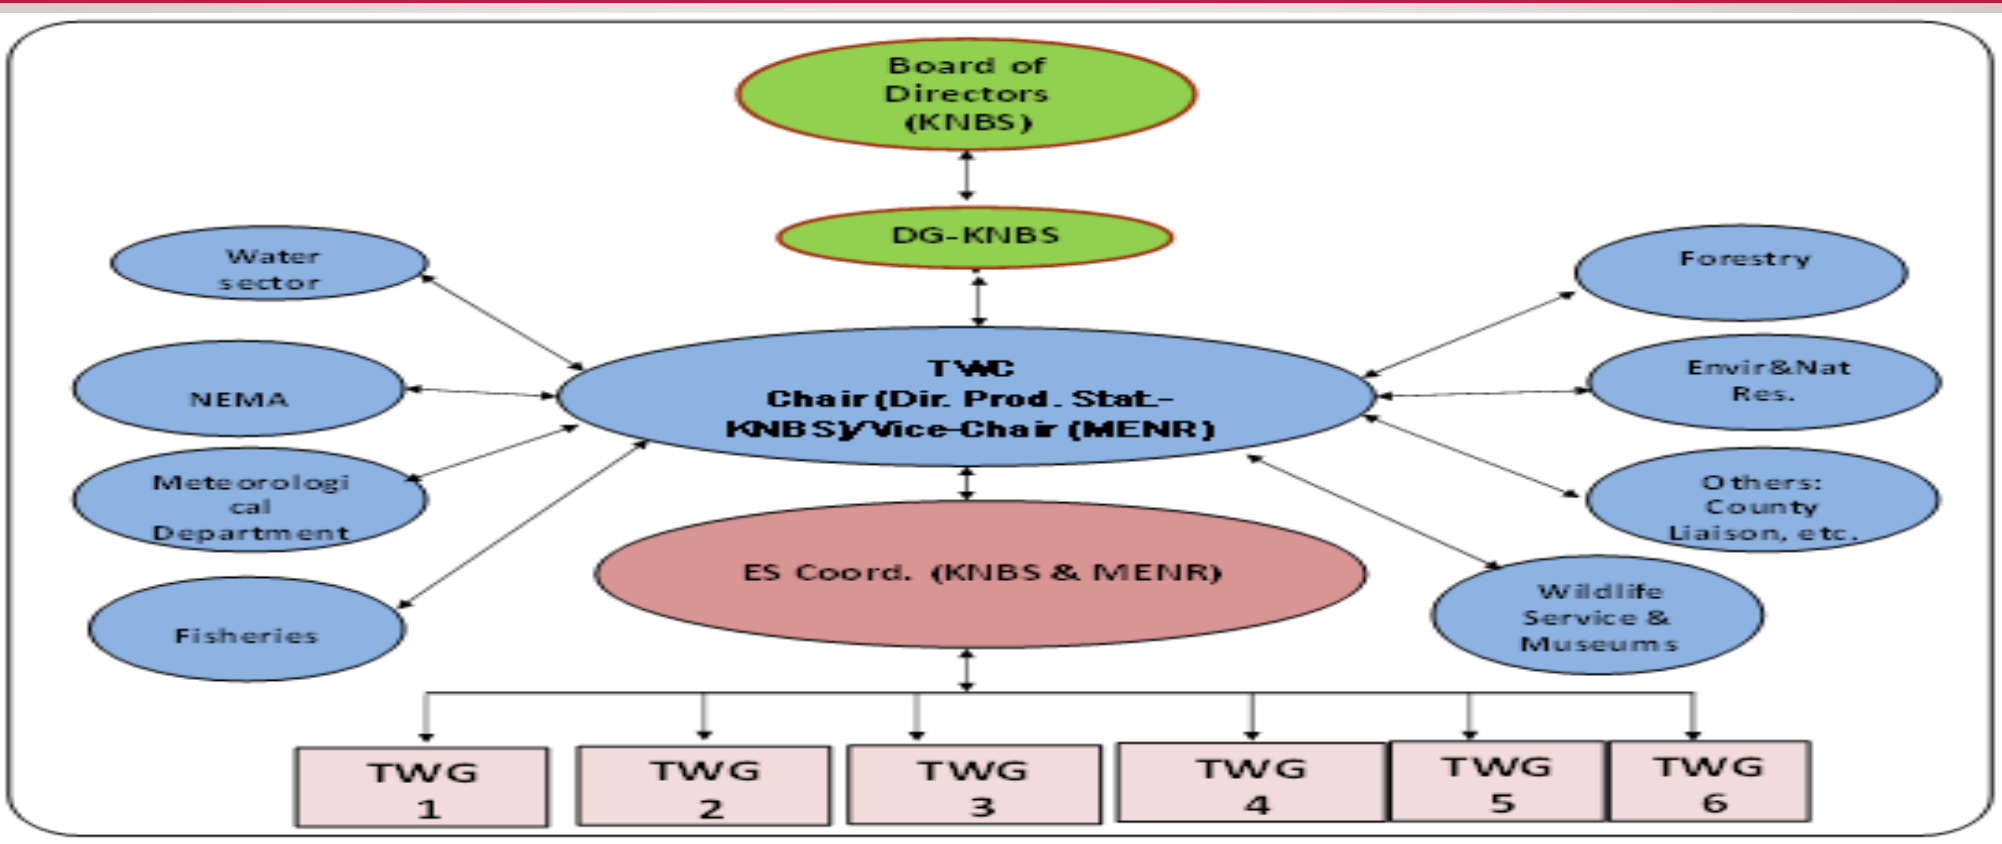 Board of
Directors
(KNBS)
DG-KNBS
Water
sector
Forestry
NEMA
TWC
Chair (Dir. Prod. Stat.-
KNBS)/Vice-Chair (MENR)
Envir&Nat
Res.
Meteorologi
cal
Department
Others:
County
Liaison, etc.
Fisheries
ES Coord. (KNBS & MENR)
Wildlife
Service &
Museums
TWG
1
TWG
2
TWG
3
TWG
4
TWG
5
TWG
6